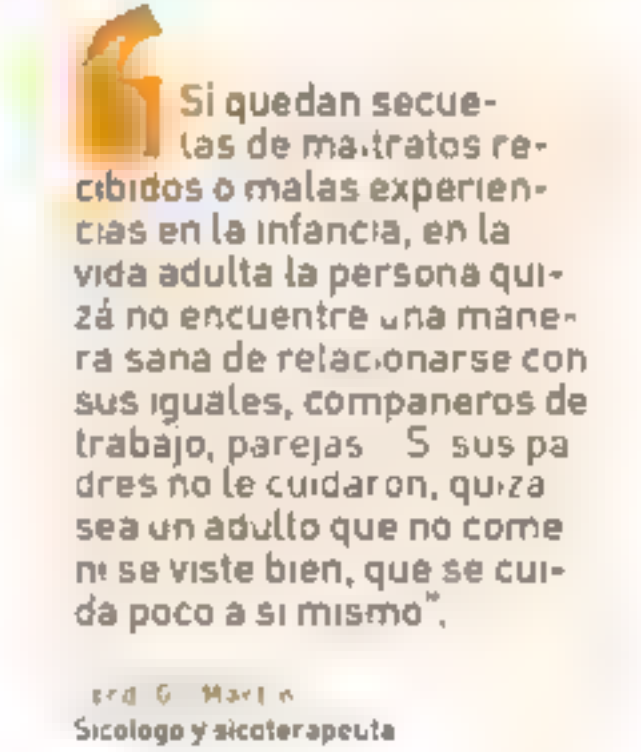 Si quedan secue-
las de maltratos re-
cibidos o malas experien-
cias en la infancia, en la
vida adulta la persona qui-
zá no encuentre una mane-
ra sana de relacionarse con
sus iguales, compañeros de
trabajo, parejas Si sus pa
dres no le cuidaron, quizá
sea un adulto que no come
ni se viste bien, que se cui-
da poco a sí mismo”,
Sicólogo y sicoterapeuta